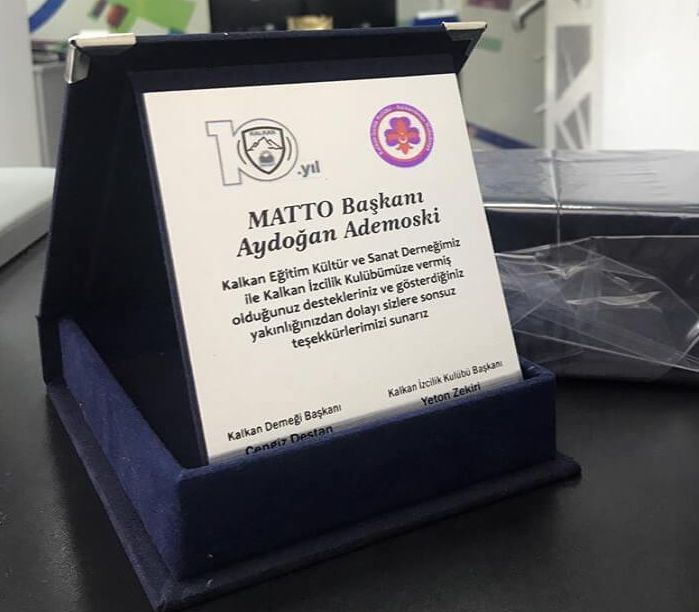 10.yıl
KALKAN
MATTO Başkanı
Aydoğan Ademoski
Kalkan Eğitim Kültür ve Sanat Derneğimiz
ile Kalkan İzcilik Kulübümüze vermiş
olduğunuz destekleriniz ve gösterdiğiniz
yakınlığınızdan dolayı sizlere sonsuz
teşekkürlerimizi sunarız
Kalkan Derneği Başkanı
Cengiz Destan
Kalkan İzcilik Kulübü Başkanı
Yeton Zekiri